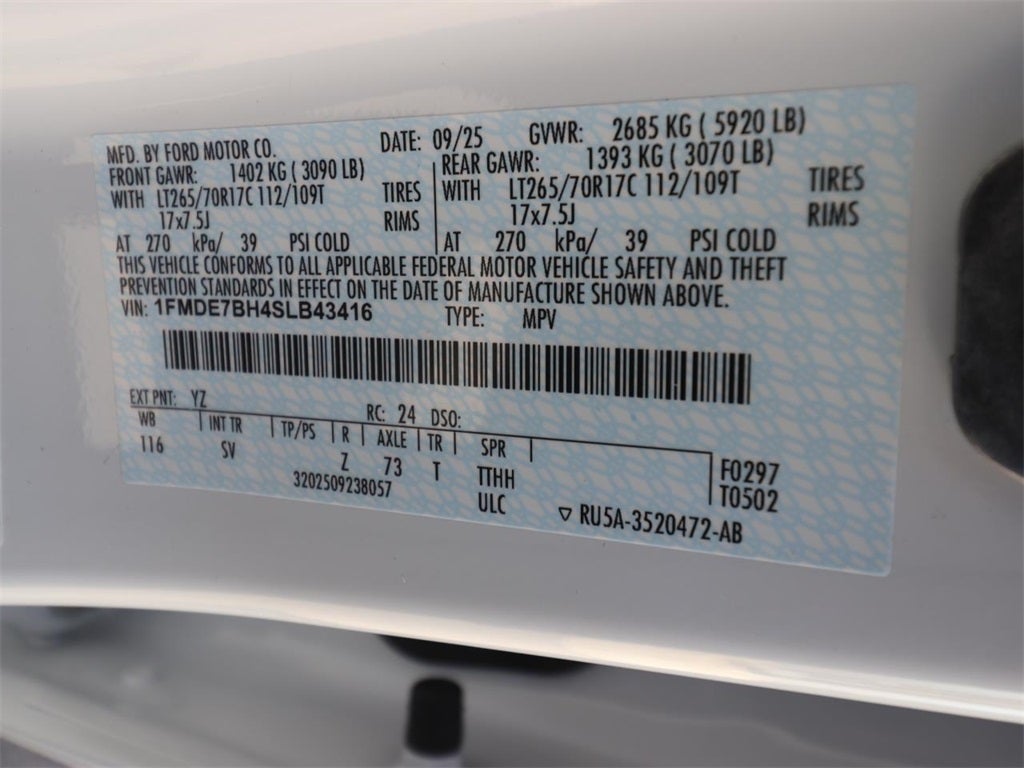 MFD. BY FORD MOTOR CO. DATE: 09/25 GVWR: 2685 KG ( 5920 LB)
FRONT GAWR: 1402 KG ( 3090 LB) REAR GAWR: 1393 KG ( 3070 LB)
WITH LT265/70R17C 112/109T TIRES WITH LT265/70R17C 112/109T TIRES
17x7.5J RIMS 17x7.5J RIMS
AT 270 kPa/ 39 PSI COLD AT 270 kPa/ 39 PSI COLD
THIS VEHICLE CONFORMS TO ALL APPLICABLE FEDERAL MOTOR VEHICLE SAFETY AND THEFT
PREVENTION STANDARDS IN EFFECT ON THE DATE OF MANUFACTURE SHOWN ABOVE.
VIN: 1FMDE7BH4SLB43416 TYPE: MPV
EXT PNT: YZ RC: 24 DSO:
WB INT TR TP/PS R AXLE TR SPR
116 SV Z 73 T TTHH F0297
3202509238057 ULC T0502
▽ RU5A-3520472-AB